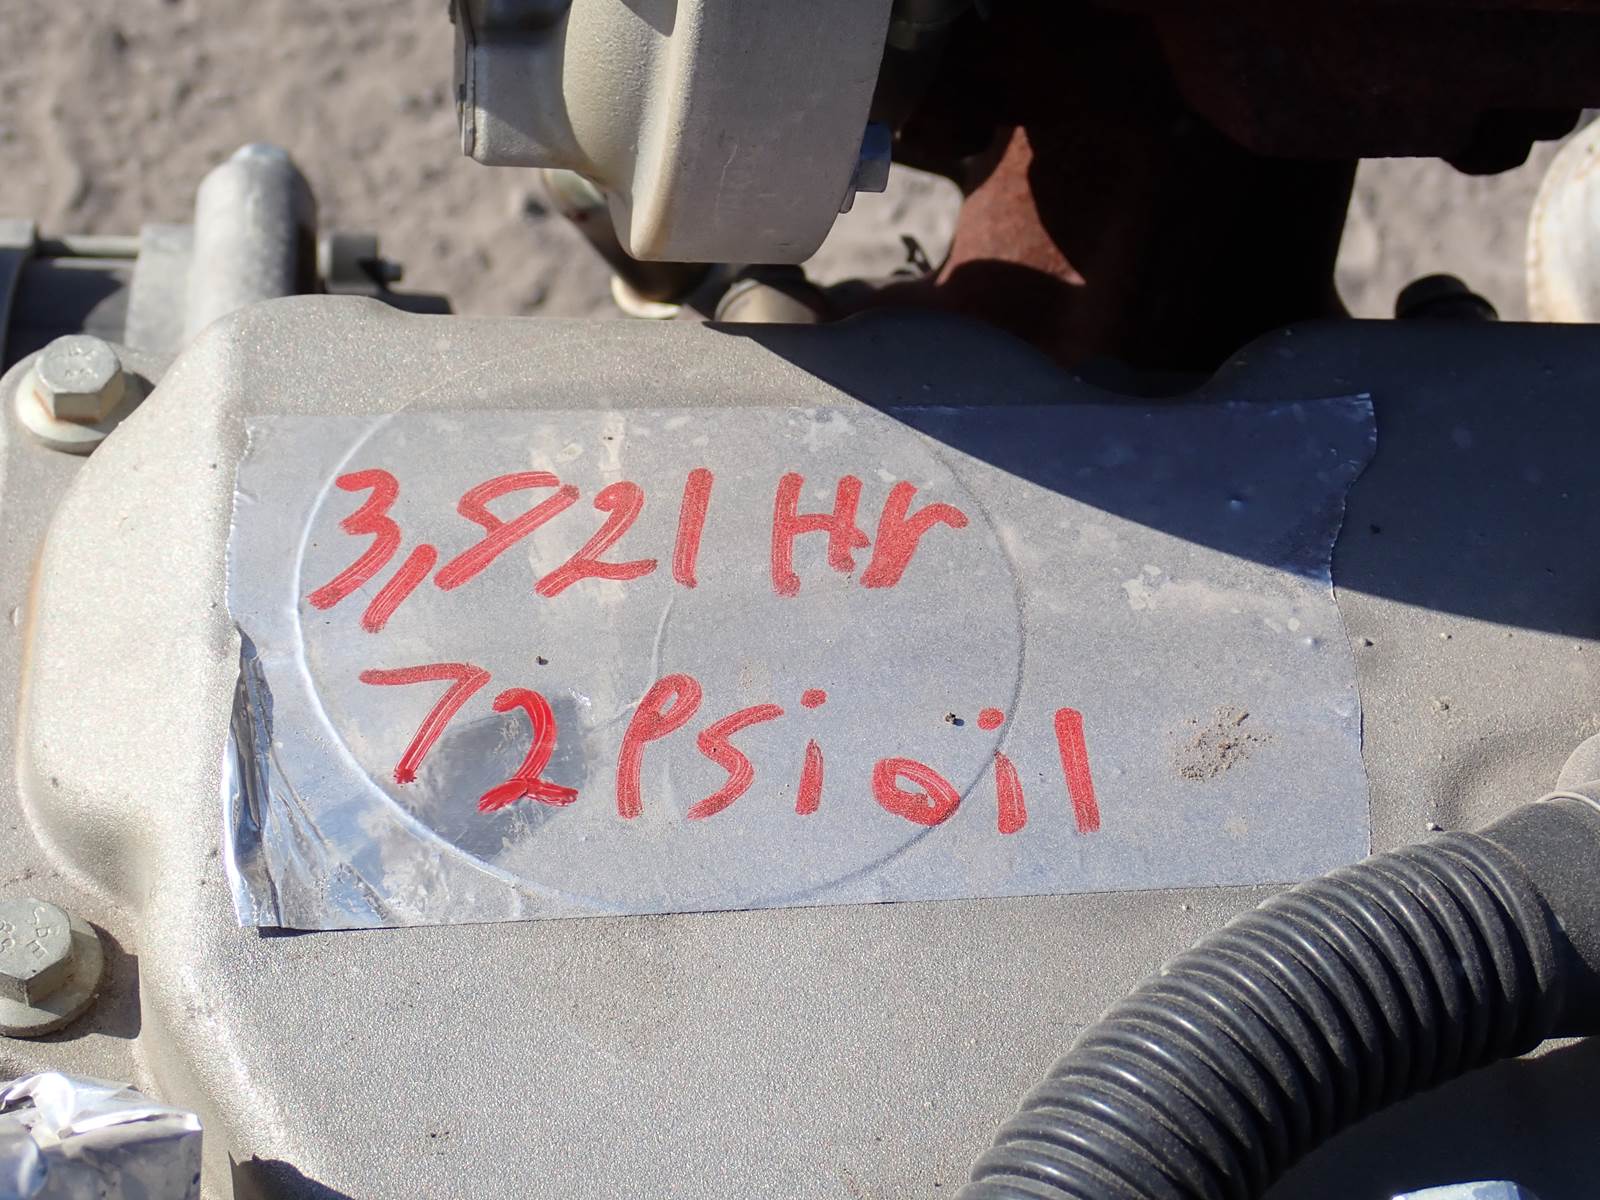 3,821 Hr
72 Psi oil